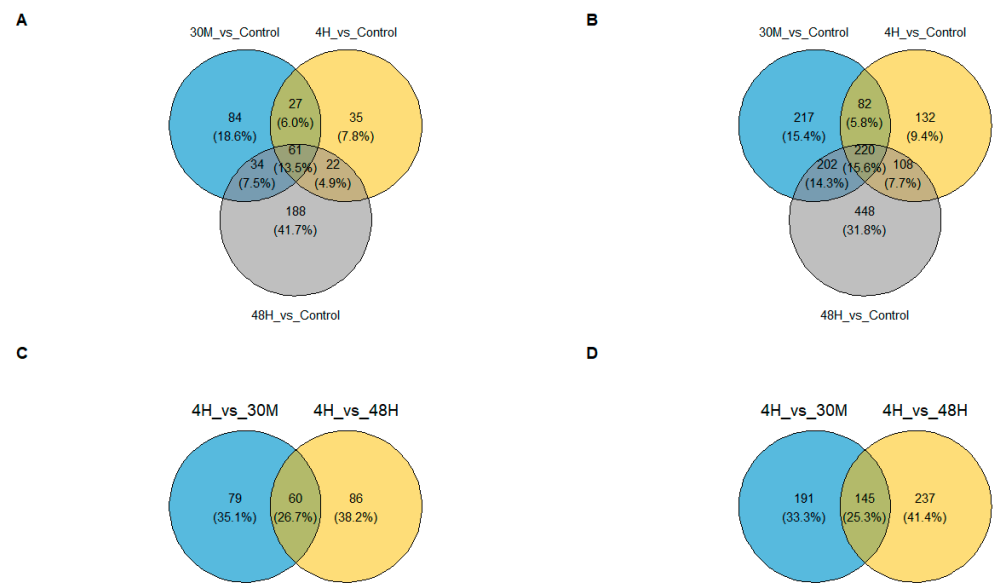 A
30M_vs_Control
4H_vs_Control
84
(18.6%)
27
(6.0%)
35
(7.8%)
61
(13.5%)
34
(7.5%)
22
(4.9%)
188
(41.7%)
48H_vs_Control
B
30M_vs_Control
4H_vs_Control
217
(15.4%)
82
(5.8%)
132
(9.4%)
220
(15.6%)
202
(14.3%)
108
(7.7%)
448
(31.8%)
48H_vs_Control
C
4H_vs_30M
4H_vs_48H
79
(35.1%)
60
(26.7%)
86
(38.2%)
D
4H_vs_30M
4H_vs_48H
191
(33.3%)
145
(25.3%)
237
(41.4%)